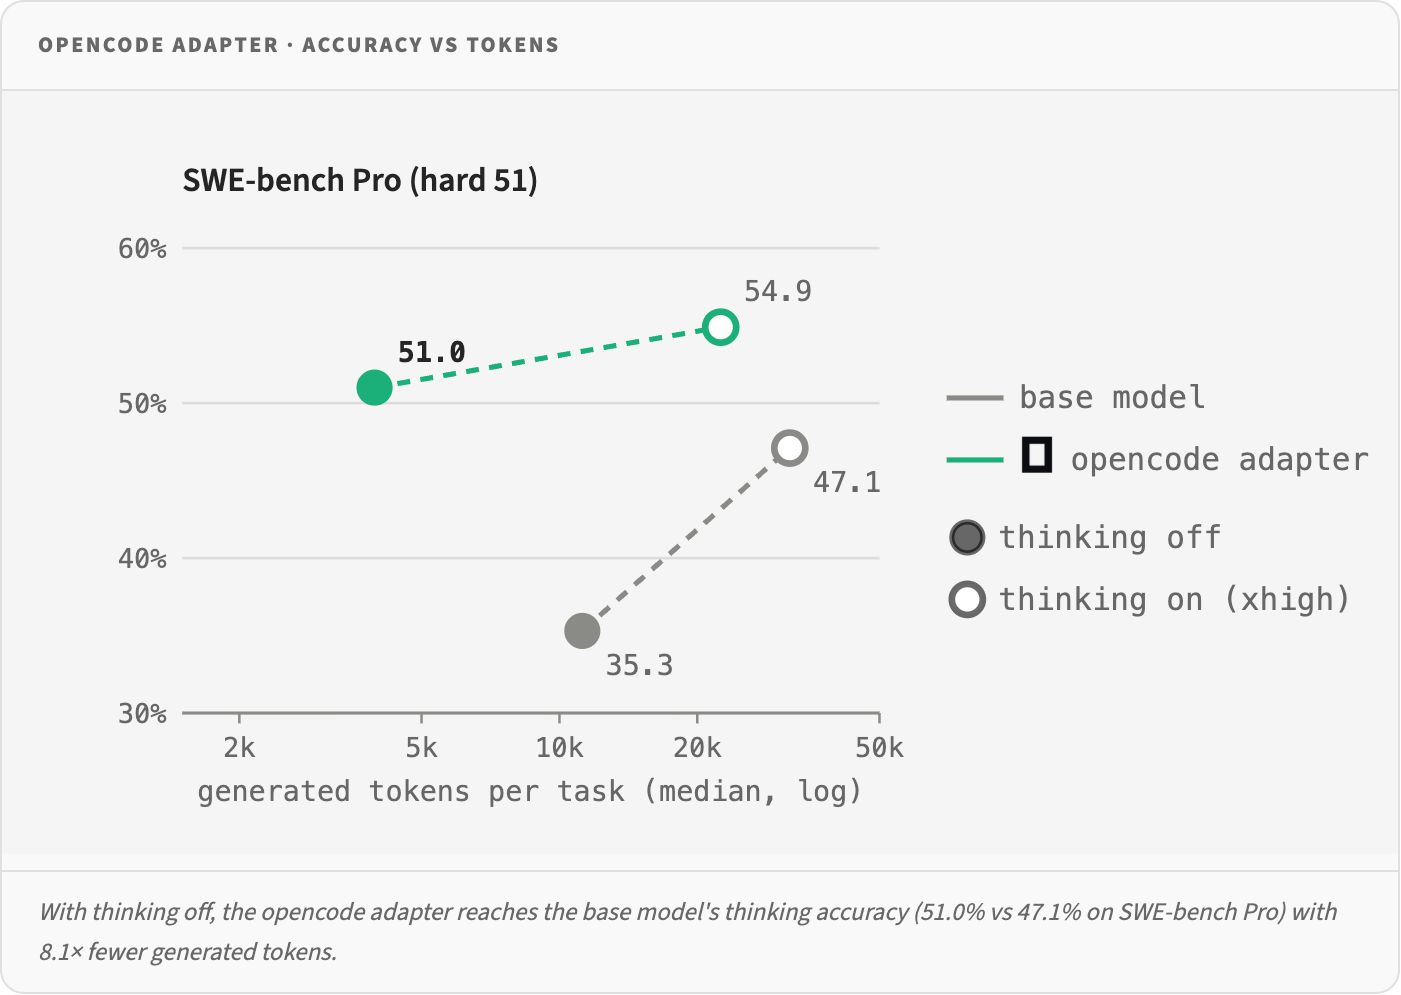 OPENCODE ADAPTER · ACCURACY VS TOKENS
SWE-bench Pro (hard 51)
60%
54.9
51.0
50%
47.1
40%
35.3
30%
2k 5k 10k 20k 50k
generated tokens per task (median, log)
base model
opencode adapter
thinking off
thinking on (xhigh)
With thinking off, the opencode adapter reaches the base model's thinking accuracy (51.0% vs 47.1% on SWE-bench Pro) with
8.1× fewer generated tokens.